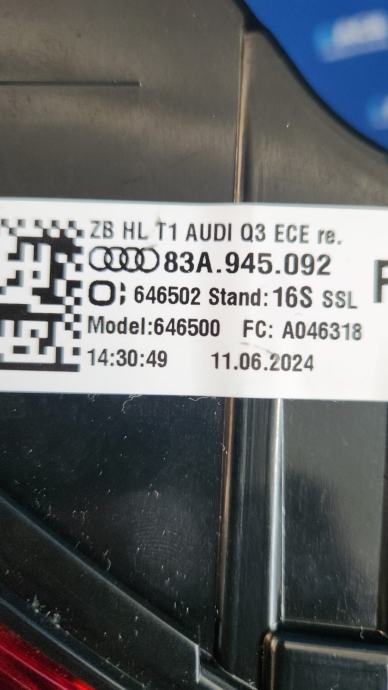 ZB HL T1 AUDI Q3 ECE re.
83A.945.092
646502 Stand: 16S SSL
Model:646500 FC: A046318
14:30:49 11.06.2024